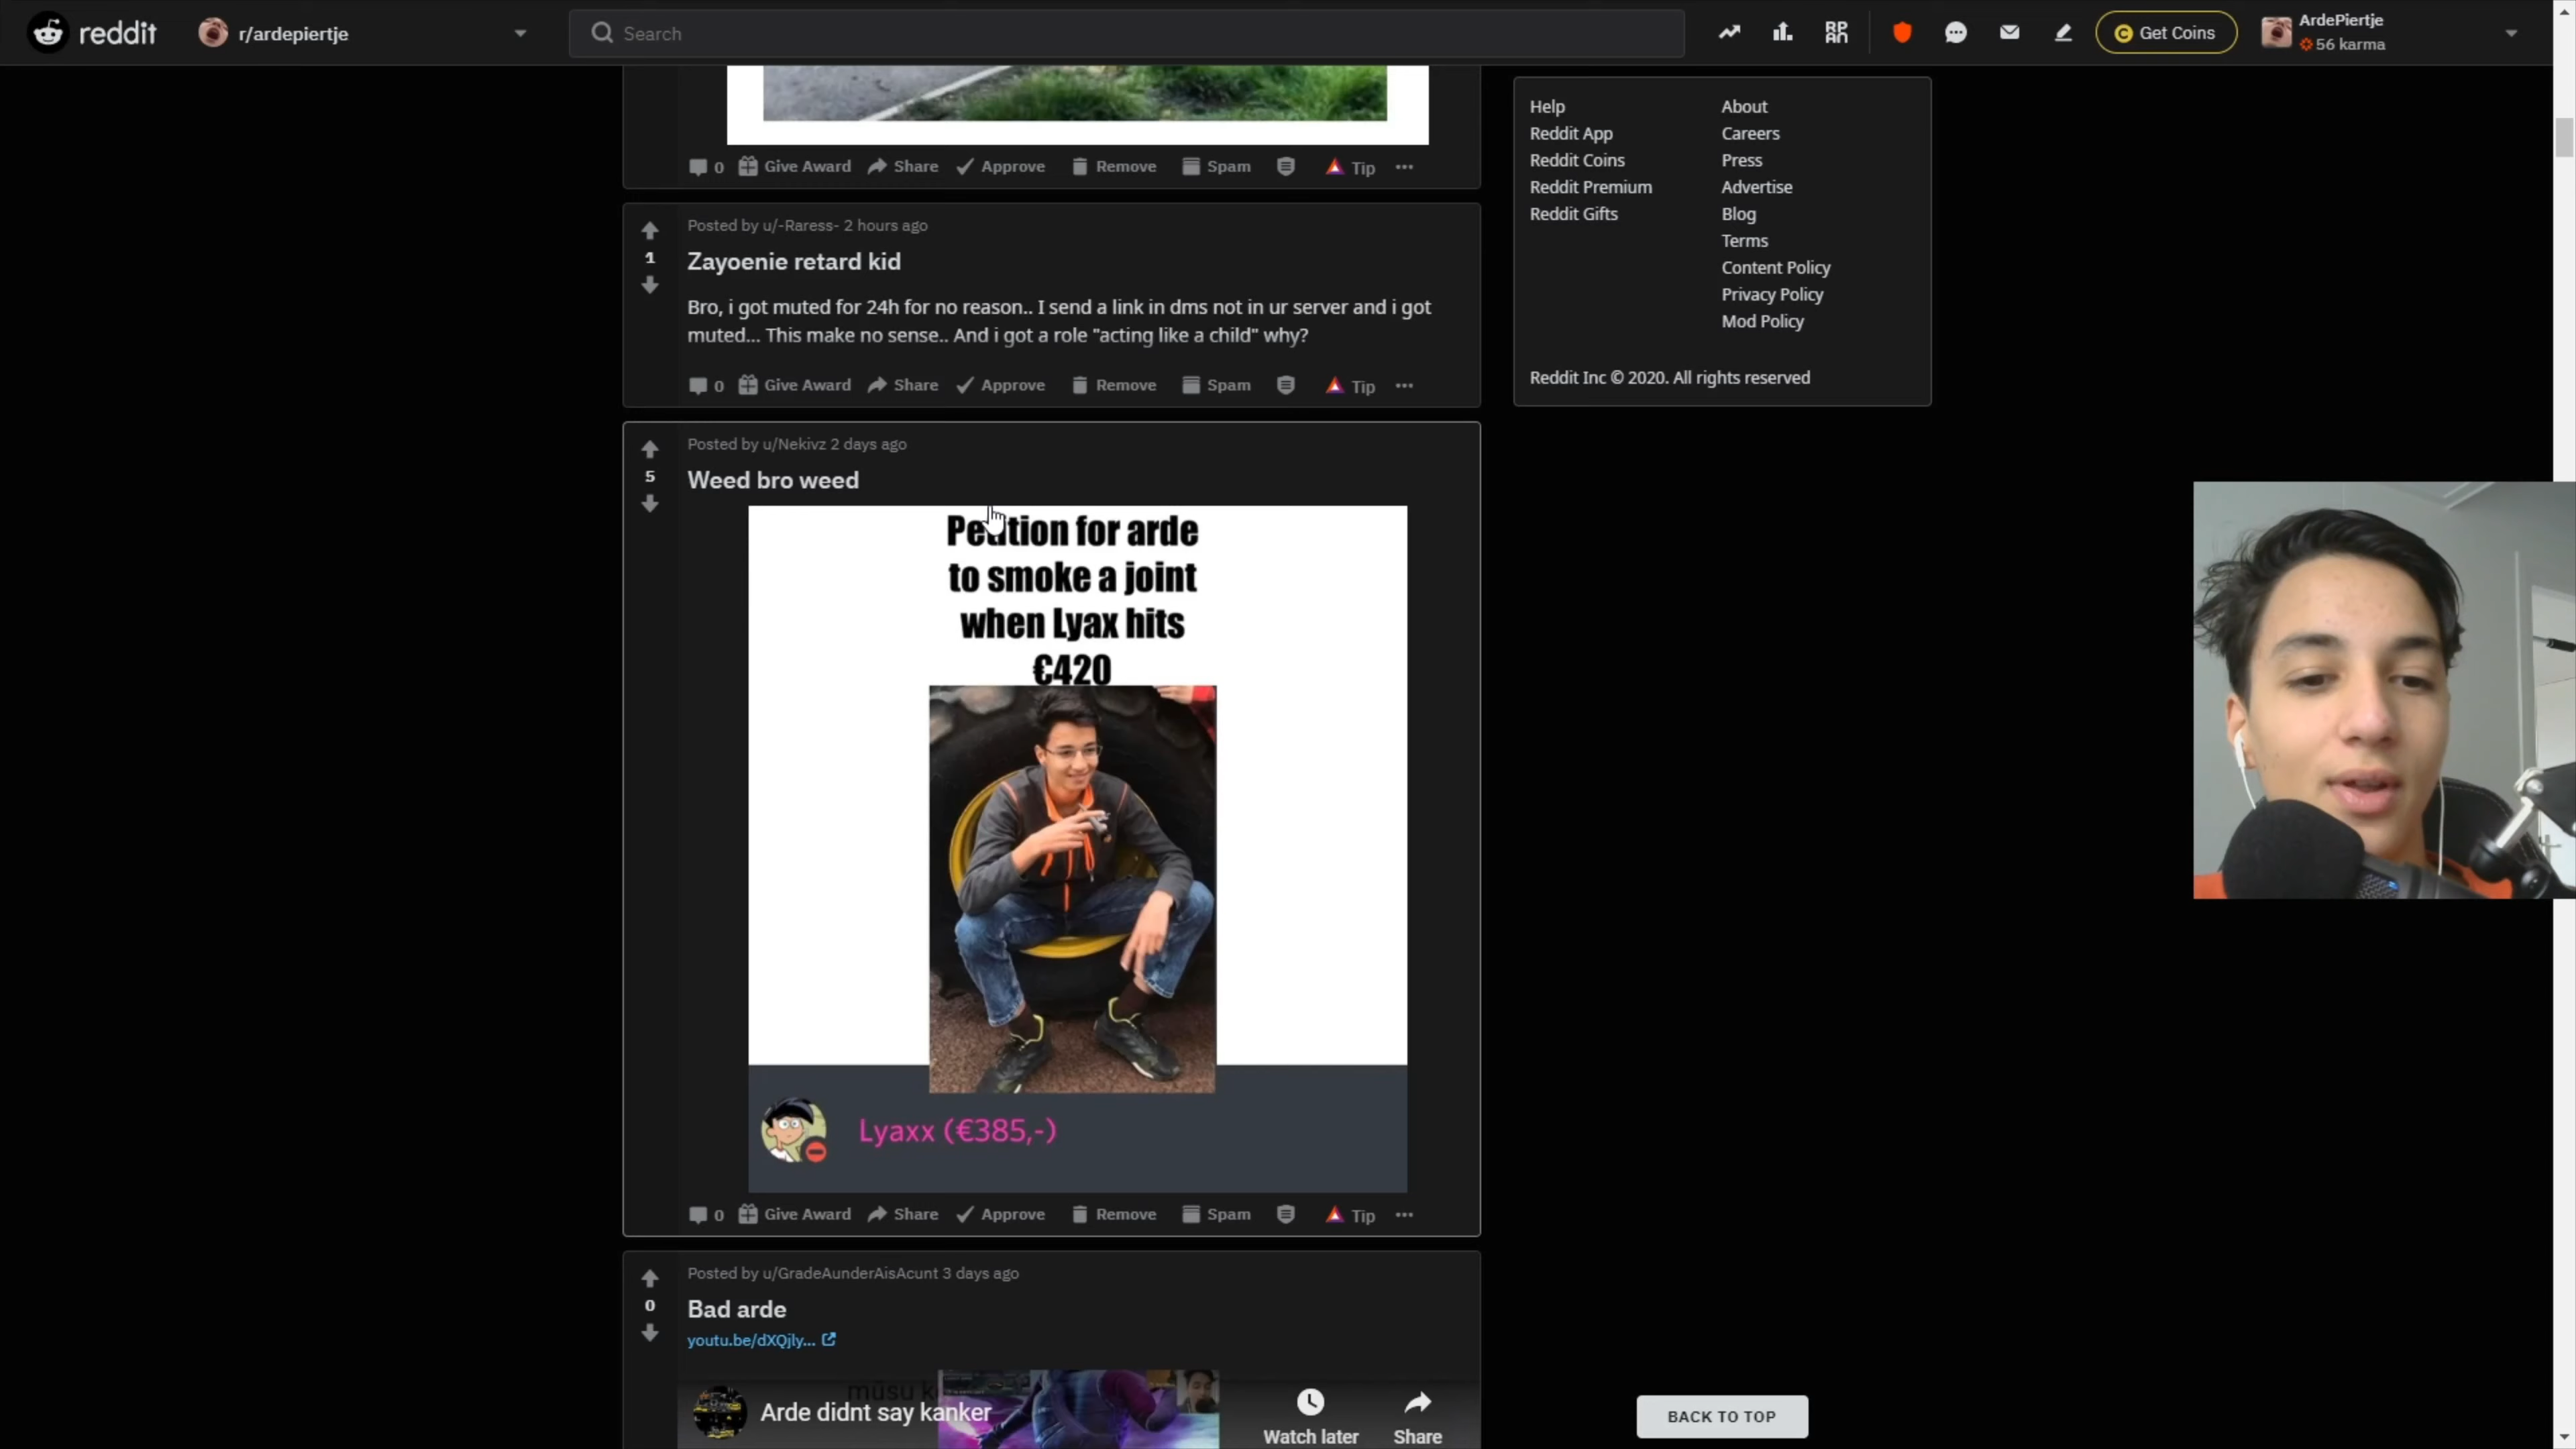 reddit
r/ardepiertje
Search
Get Coins
ArdePiertje
56 karma
0 Give Award Share Approve Remove Spam Tip
Posted by u/-Raress- 2 hours ago
1
Zayoenie retard kid
Bro, i got muted for 24h for no reason.. I send a link in dms not in ur server and i got
muted... This make no sense.. And i got a role "acting like a child" why?
0 Give Award Share Approve Remove Spam Tip
Posted by u/Nekivz 2 days ago
5
Weed bro weed
Petition for arde
to smoke a joint
when Lyax hits
€420
Lyaxx (€385,-)
0 Give Award Share Approve Remove Spam Tip
Posted by u/GradeAunderAisAcunt 3 days ago
0
Bad arde
youtu.be/dXQjly...
Arde didnt say kanker
Watch later
Share
Help
About
Reddit App
Careers
Reddit Coins
Press
Reddit Premium
Advertise
Reddit Gifts
Blog
Terms
Content Policy
Privacy Policy
Mod Policy
Reddit Inc © 2020. All rights reserved
BACK TO TOP